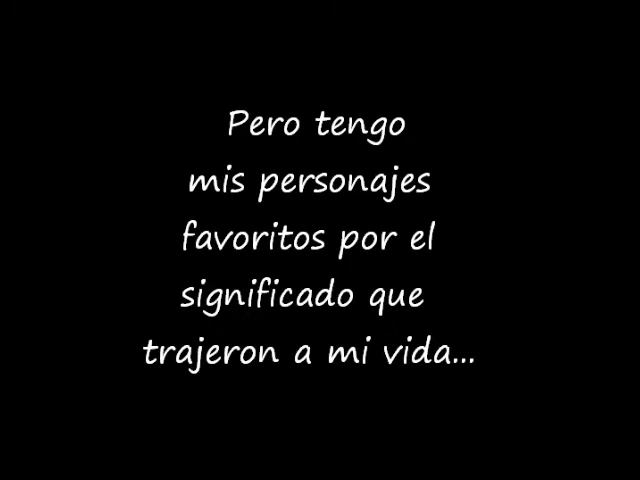 Pero tengo
mis personajes
favoritos por el
significado que
trajeron a mi vida...